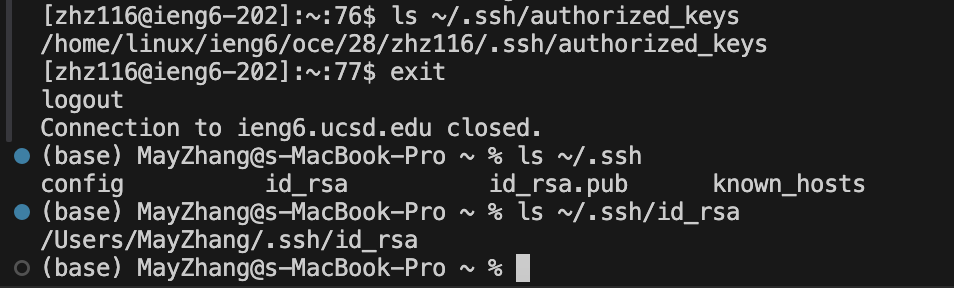 [zhz116@ieng6-202]:~:76$ ls ~/.ssh/authorized_keys
/home/linux/ieng6/oce/28/zhz116/.ssh/authorized_keys
[zhz116@ieng6-202]:~:77$ exit
logout
Connection to ieng6.ucsd.edu closed.
(base) MayZhang@s-MacBook-Pro ~ % ls ~/.ssh
config id_rsa id_rsa.pub known_hosts
(base) MayZhang@s-MacBook-Pro ~ % ls ~/.ssh/id_rsa
/Users/MayZhang/.ssh/id_rsa
(base) MayZhang@s-MacBook-Pro ~ %